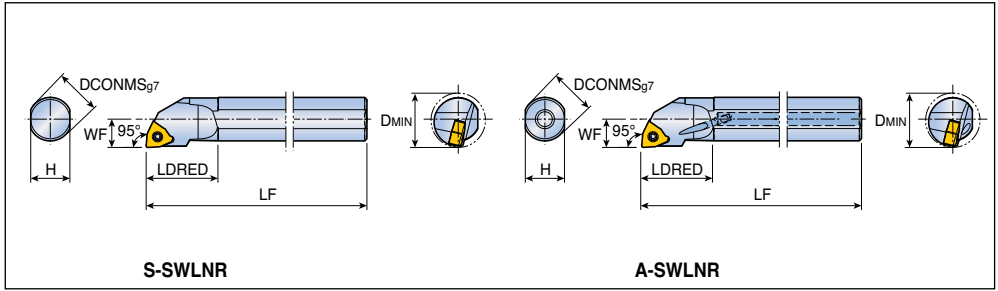 DCONMSg7
WF
95°
H
LDRED
LF
DMIN
S-SWLNR
DCONMSg7
WF
95°
H
LDRED
LF
DMIN
A-SWLNR